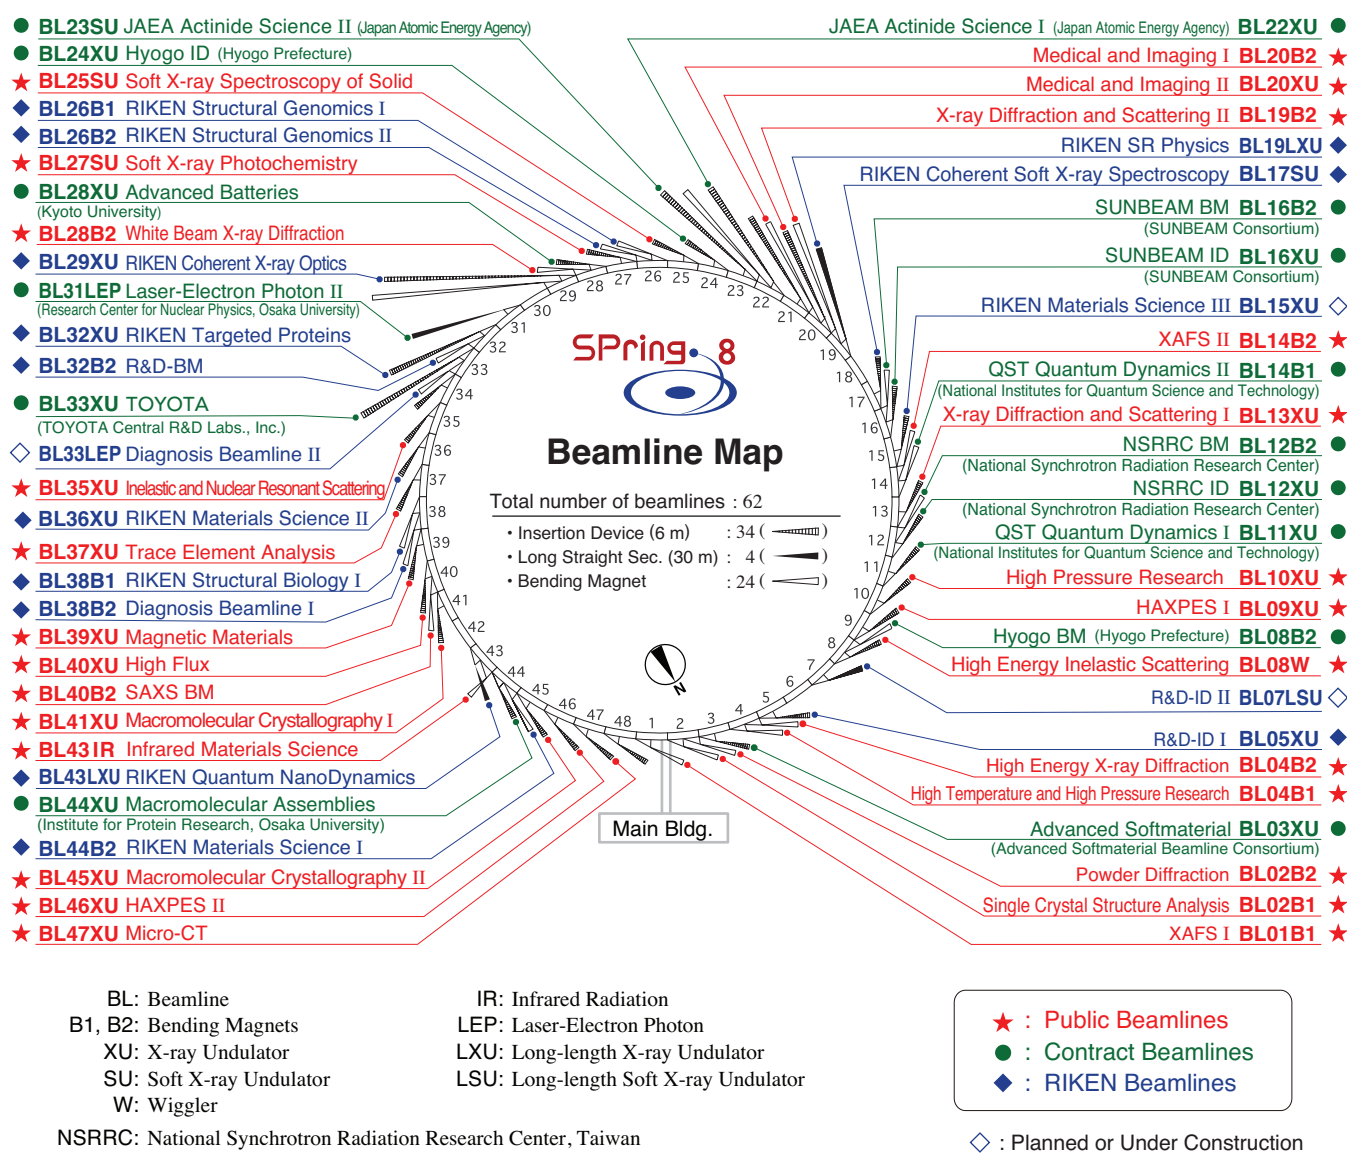 BL23SU JAEA Actinide Science II (Japan Atomic Energy Agency)
BL24XU Hyogo ID (Hyogo Prefecture)
BL25SU Soft X-ray Spectroscopy of Solid
BL26B1 RIKEN Structural Genomics I
BL26B2 RIKEN Structural Genomics II
BL27SU Soft X-ray Photochemistry
BL28XU Advanced Batteries
(Kyoto University)
BL28B2 White Beam X-ray Diffraction
BL29XU RIKEN Coherent X-ray Optics
BL31LEP Laser-Electron Photon II
(Research Center for Nuclear Physics, Osaka University)
BL32XU RIKEN Targeted Proteins
BL32B2 R&D-BM
BL33XU TOYOTA
(TOYOTA Central R&D Labs., Inc.)
BL33LEP Diagnosis Beamline II
BL35XU Inelastic and Nuclear Resonant Scattering
BL36XU RIKEN Materials Science II
BL37XU Trace Element Analysis
BL38B1 RIKEN Structural Biology I
BL38B2 Diagnosis Beamline I
BL39XU Magnetic Materials
BL40XU High Flux
BL40B2 SAXS BM
BL41XU Macromolecular Crystallography I
BL43IR Infrared Materials Science
BL43LXU RIKEN Quantum NanoDynamics
BL44XU Macromolecular Assemblies
(Institute for Protein Research, Osaka University)
BL44B2 RIKEN Materials Science I
BL45XU Macromolecular Crystallography II
BL46XU HAXPES II
BL47XU Micro-CT
JAEA Actinide Science I (Japan Atomic Energy Agency) BL22XU
Medical and Imaging I BL20B2
Medical and Imaging II BL20XU
X-ray Diffraction and Scattering II BL19B2
RIKEN SR Physics BL19LXU
RIKEN Coherent Soft X-ray Spectroscopy BL17SU
SUNBEAM BM BL16B2
(SUNBEAM Consortium)
SUNBEAM ID BL16XU
(SUNBEAM Consortium)
RIKEN Materials Science III BL15XU
XAFS II BL14B2
QST Quantum Dynamics II BL14B1
(National Institutes for Quantum Science and Technology)
X-ray Diffraction and Scattering I BL13XU
NSRRC BM BL12B2
(National Synchrotron Radiation Research Center)
NSRRC ID BL12XU
(National Synchrotron Radiation Research Center)
QST Quantum Dynamics I BL11XU
(National Institutes for Quantum Science and Technology)
High Pressure Research BL10XU
HAXPES I BL09XU
Hyogo BM (Hyogo Prefecture) BL08B2
High Energy Inelastic Scattering BL08W
R&D-ID II BL07LSU
R&D-ID I BL05XU
High Energy X-ray Diffraction BL04B2
High Temperature and High Pressure Research BL04B1
Advanced Softmaterial BL03XU
(Advanced Softmaterial Beamline Consortium)
Powder Diffraction BL02B2
Single Crystal Structure Analysis BL02B1
XAFS I BL01B1
1
2
3
4
5
6
7
8
9
10
11
12
13
14
15
16
17
18
19
20
21
22
23
24
25
26
27
28
29
30
31
32
33
34
35
36
37
38
39
40
41
42
43
44
45
46
47
48
SPring-8
Beamline Map
Total number of beamlines : 62
・Insertion Device (6 m) : 34 ( )
・Long Straight Sec. (30 m) : 4 ( )
・Bending Magnet : 24 ( )
N
Main Bldg.
BL: Beamline
B1, B2: Bending Magnets
XU: X-ray Undulator
SU: Soft X-ray Undulator
W: Wiggler
NSRRC: National Synchrotron Radiation Research Center, Taiwan
IR: Infrared Radiation
LEP: Laser-Electron Photon
LXU: Long-length X-ray Undulator
LSU: Long-length Soft X-ray Undulator
★ : Public Beamlines
● : Contract Beamlines
◆ : RIKEN Beamlines
◇ : Planned or Under Construction